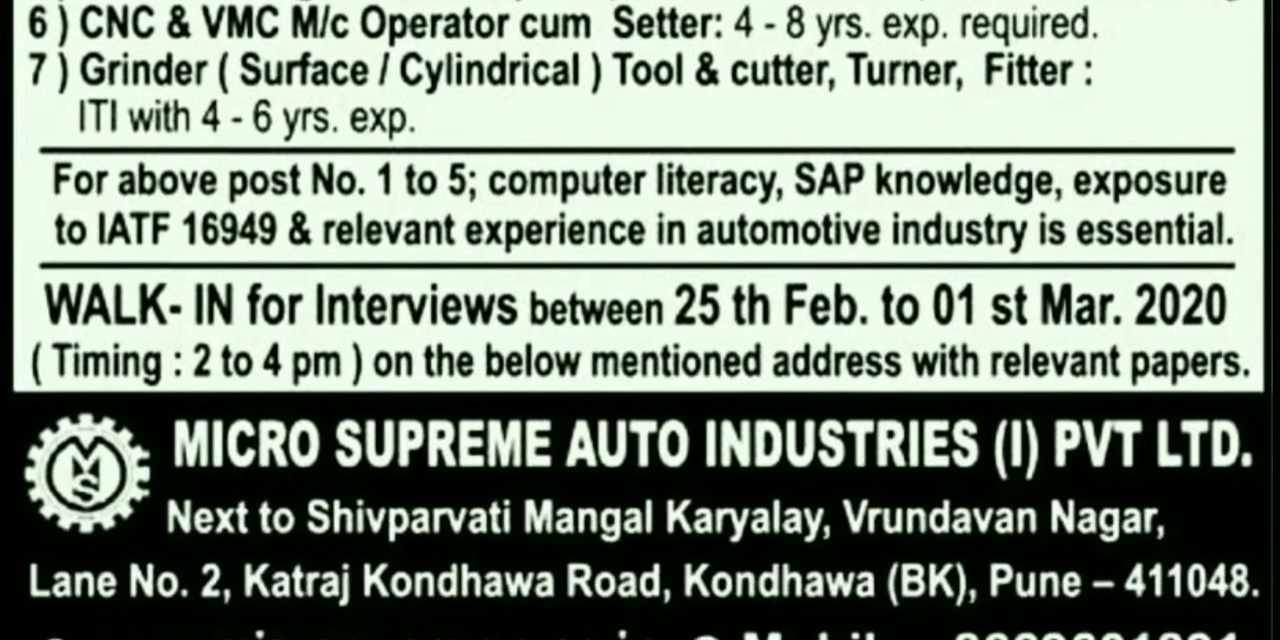 6 ) CNC & VMC M/c Operator cum Setter: 4 - 8 yrs. exp. required.
7 ) Grinder ( Surface / Cylindrical ) Tool & cutter, Turner, Fitter :
ITI with 4 - 6 yrs. exp.
For above post No. 1 to 5; computer literacy, SAP knowledge, exposure
to IATF 16949 & relevant experience in automotive industry is essential.
WALK- IN for Interviews between 25 th Feb. to 01 st Mar. 2020
( Timing : 2 to 4 pm ) on the below mentioned address with relevant papers.
MICRO SUPREME AUTO INDUSTRIES (I) PVT LTD.
Next to Shivparvati Mangal Karyalay, Vrundavan Nagar,
Lane No. 2, Katraj Kondhawa Road, Kondhawa (BK), Pune – 411048.